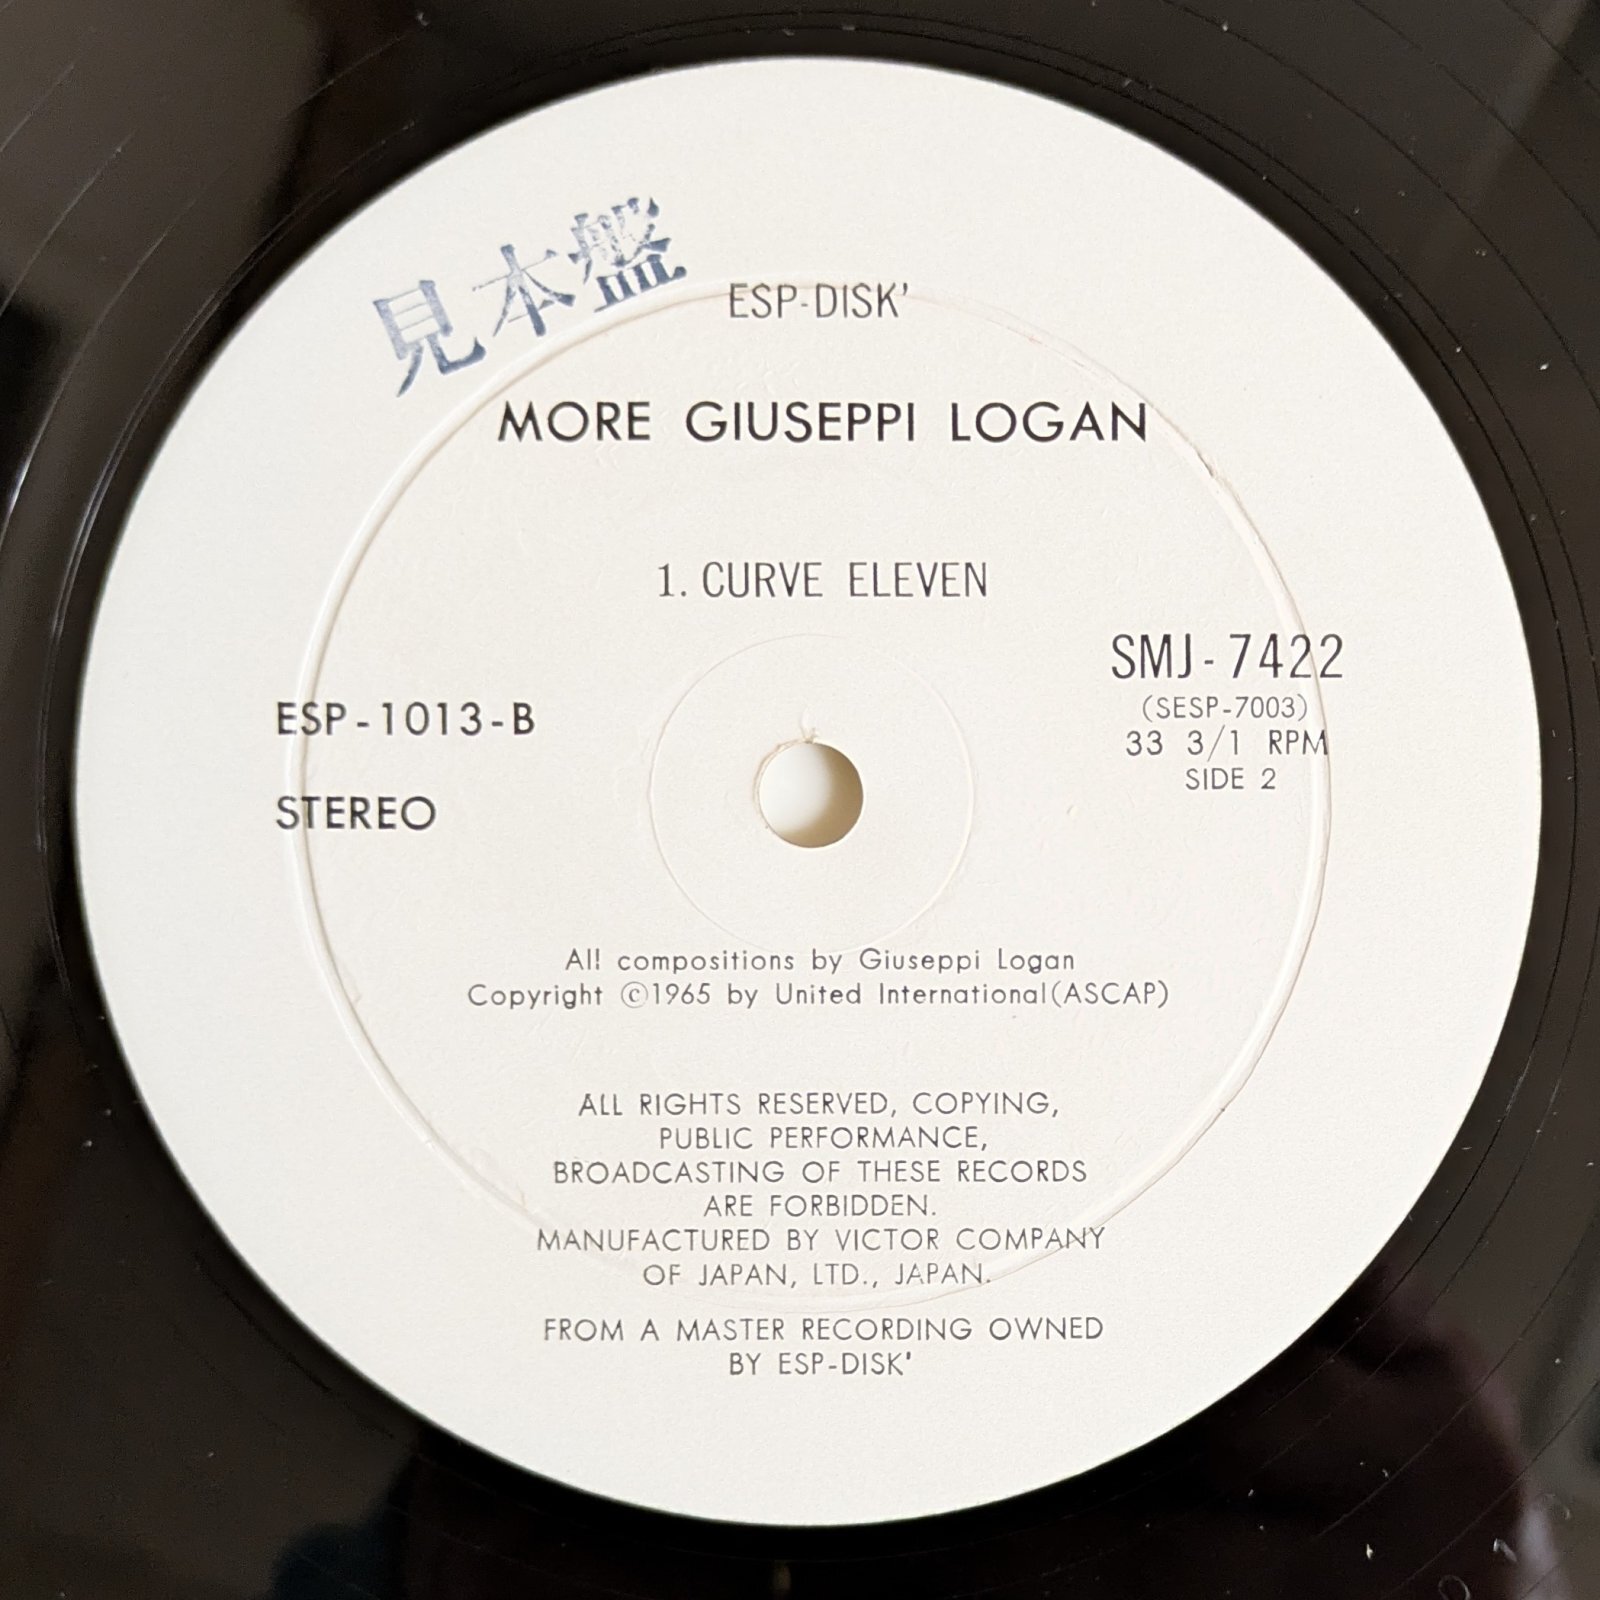 見本盤
ESP-DISK'
MORE GIUSEPPI LOGAN
1. CURVE ELEVEN
SMJ-7422
(SESP-7003)
33 3/1 RPM
SIDE 2
ESP-1013-B
STEREO
All compositions by Giuseppi Logan
Copyright ⓒ1965 by United International(ASCAP)
ALL RIGHTS RESERVED, COPYING,
PUBLIC PERFORMANCE,
BROADCASTING OF THESE RECORDS
ARE FORBIDDEN.
MANUFACTURED BY VICTOR COMPANY
OF JAPAN, LTD., JAPAN.
FROM A MASTER RECORDING OWNED
BY ESP-DISK'